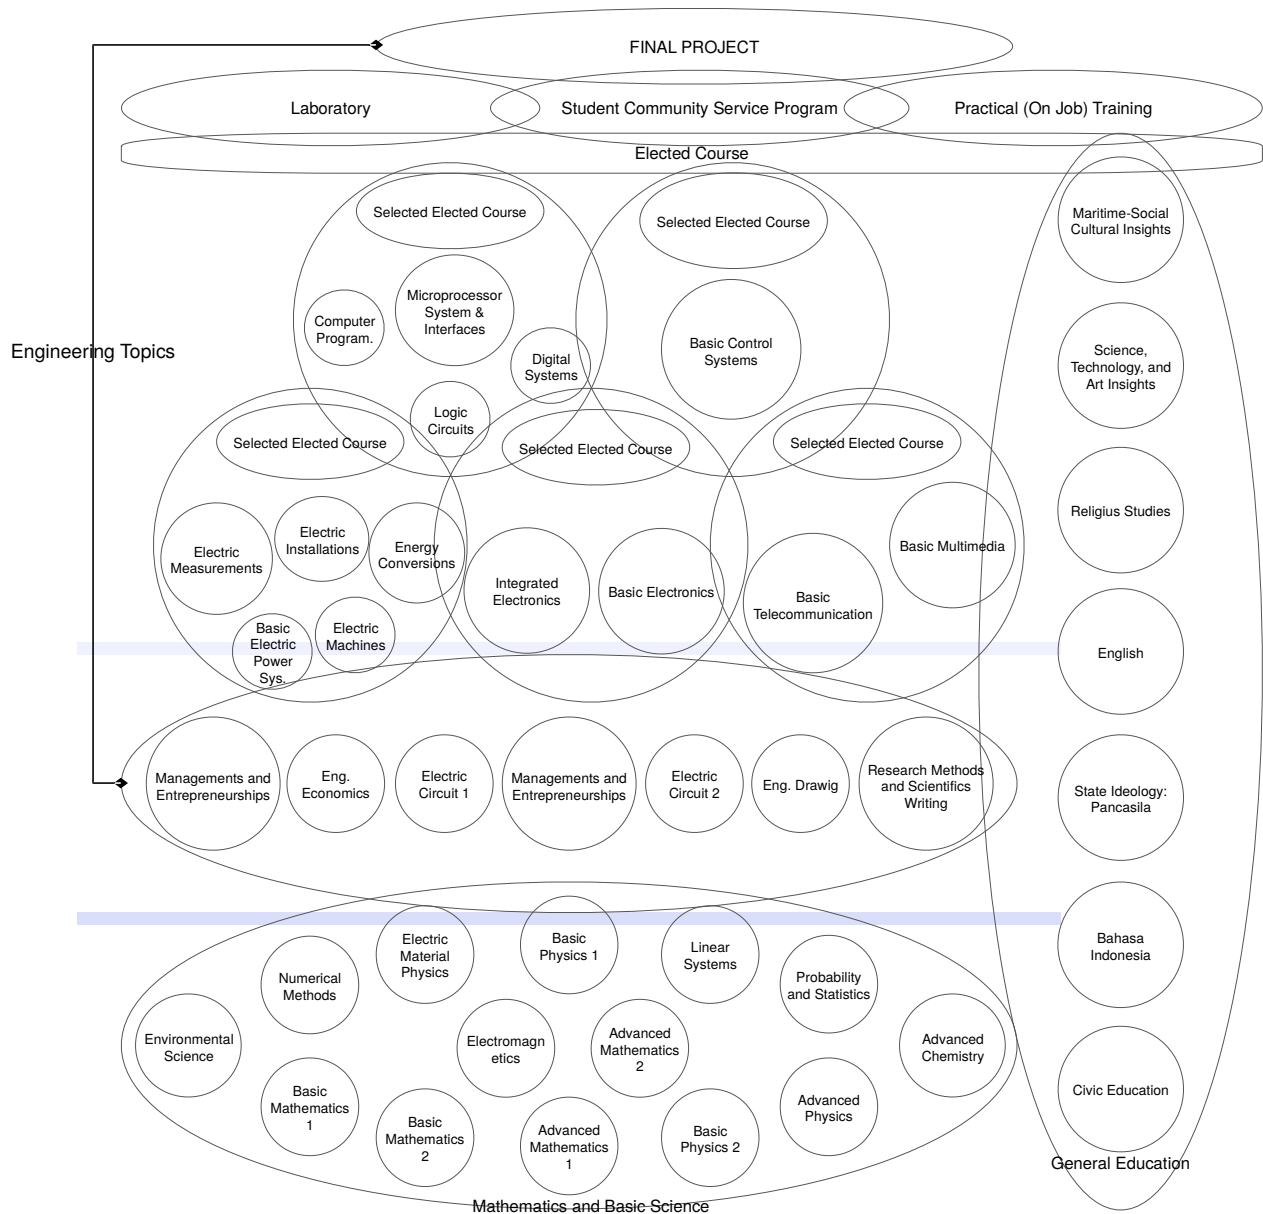 FINAL PROJECT
Laboratory
Student Community Service Program
Practical (On Job) Training
Elected Course
Selected Elected Course
Selected Elected Course
Maritime-Social
Cultural Insights
Microprocessor
System &
Interfaces
Computer
Program.
Digital
Systems
Basic Control
Systems
Engineering Topics
Science,
Technology, and
Art Insights
Logic
Circuits
Selected Elected Course
Selected Elected Course
Selected Elected Course
Religius Studies
Electric
Measurements
Electric
Installations
Energy
Conversions
Integrated
Electronics
Basic Electronics
Basic
Telecommunication
Basic Multimedia
Basic
Electric
Power
Sys.
Electric
Machines
English
Managements and
Entrepreneurships
Eng.
Economics
Electric
Circuit 1
Managements and
Entrepreneurships
Electric
Circuit 2
Eng. Drawig
Research Methods
and Scientifics
Writing
State Ideology:
Pancasila
Electric
Material
Physics
Basic
Physics 1
Linear
Systems
Bahasa
Indonesia
Numerical
Methods
Probability
and Statistics
Environmental
Science
Electromagn
etics
Advanced
Mathematics
2
Advanced
Chemistry
Basic
Mathematics
1
Basic
Mathematics
2
Advanced
Mathematics
1
Basic
Physics 2
Advanced
Physics
Civic Education
General Education
Mathematics and Basic Science